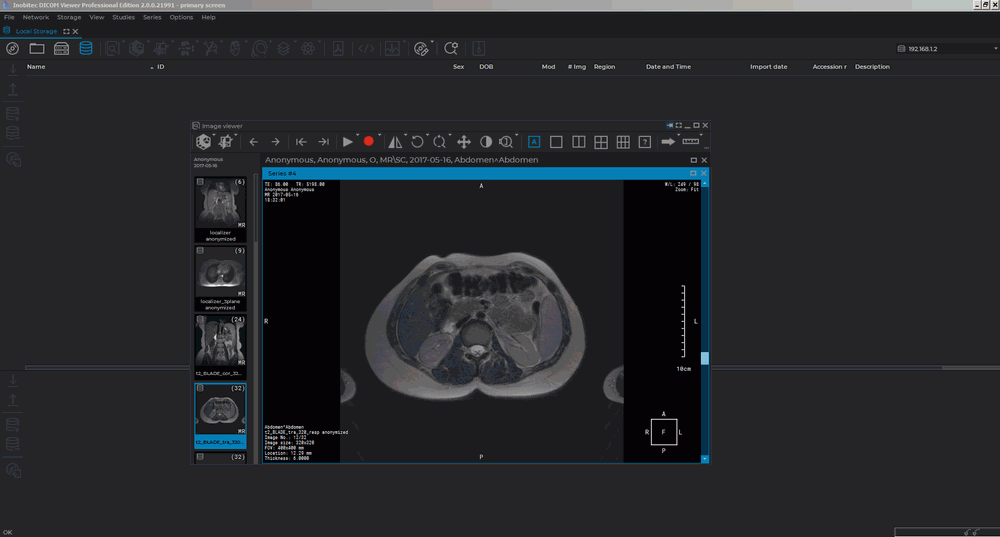 Inobitec DICOM Viewer Professional Edition 2.0.0.21991 - primary screen
File Network Storage View Studies Series Options Help
Local Storage
192.168.1.2
Name ID Sex DOB Mod # Img Region Date and Time Import date Accession r Description
Image viewer
Anonymous
2017-05-16
Anonymous, Anonymous, O, MR\SC, 2017-05-16, Abdomen^Abdomen
Series #4
(6)
MR
localizer
anonymized
(9)
MR
localizer_3plane
anonymized
(24)
MR
t2_BLADE_cor_32...
(32)
MR
t2_BLADE_tra_320...
(32)
TE: 86.00 TR: 5198.00
Anonymous Anonymous
MR 2017-05-16
18:32:01
A
W/L: 249 / 98
Zoom: Fit
R
L
10cm
Abdomen^Abdomen
t2_BLADE_tra_320_resp anonymized
Image No.: 12/32
Image size: 320x320
FOV: 400x400 mm
Location: 12.29 mm
Thickness: 6.0000
P
A
R F L
P
OK